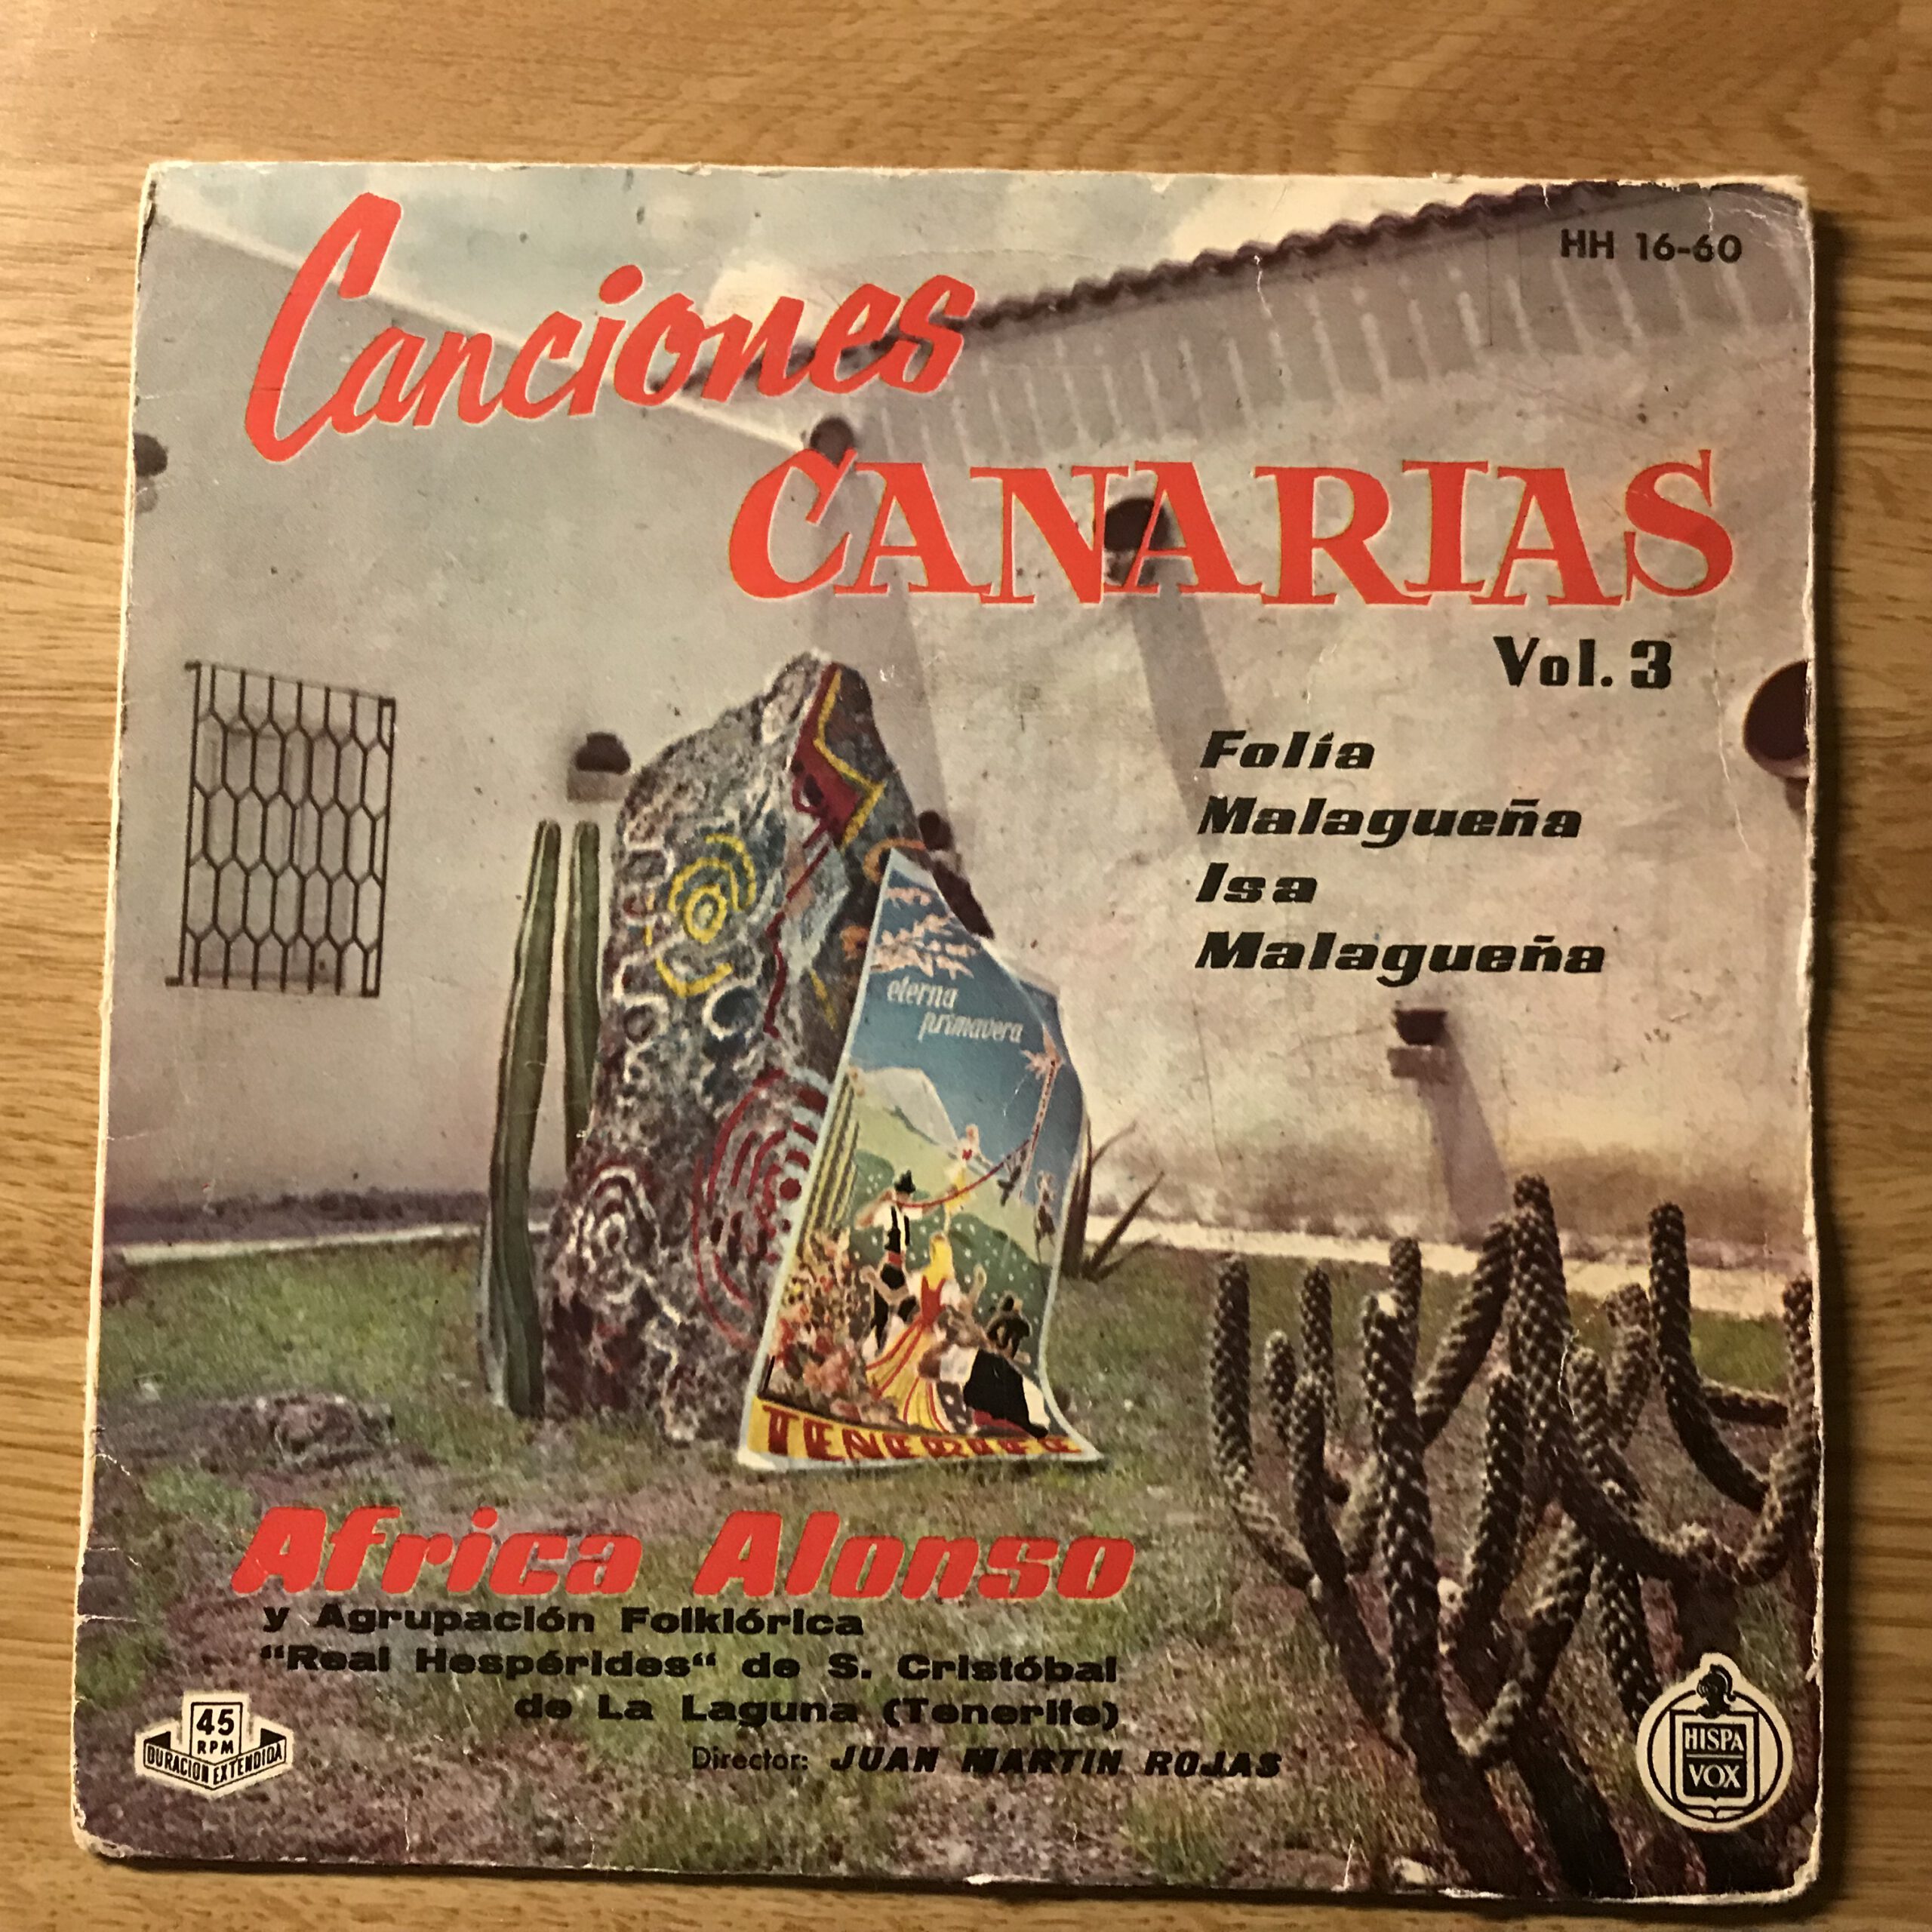 HH 16-60
Canciones
CANARIAS
Vol. 3
Folía
Malagueña
Isa
Malagueña
eterna
primavera
TENERIFE
Africa Alonso
y Agrupación Folklórica
"Real Hespérides" de S. Cristóbal
de La Laguna (Tenerife)
Director: JUAN MARTIN ROJAS
45
RPM
DURACION EXTENDIDA
HISPA
VOX